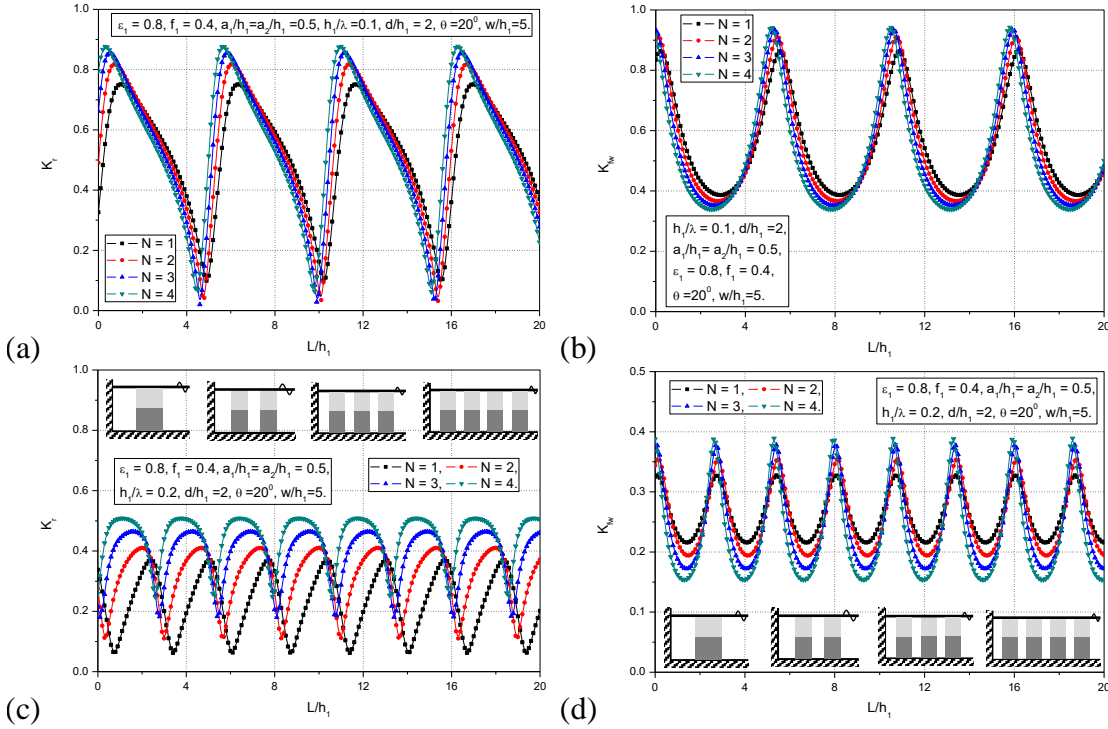 ε₁ = 0.8, f₁ = 0.4, a₁/h₁=a₂/h₁ =0.5, h₁/λ=0.1, d/h₁ = 2, θ =20⁰, w/h₁=5.
1.0
0.8
0.6
0.4
0.2
0.0
Kᵣ
N = 1
N = 2
N = 3
N = 4
0 4 8 12 16 20
L/h₁
(a)
N = 1
N = 2
N = 3
N = 4
1.0
0.8
0.6
0.4
0.2
0.0
K_fw
h₁/λ = 0.1, d/h₁ =2,
a₁/h₁= a₂/h₁ = 0.5,
ε₁ = 0.8, f₁ = 0.4,
θ =20⁰, w/h₁=5.
0 4 8 12 16 20
L/h₁
(b)
1.0
0.8
0.6
0.4
0.2
0.0
Kᵣ
ε₁ = 0.8, f₁ = 0.4, a₁/h₁= a₂/h₁ = 0.5,
h₁/λ = 0.2, d/h₁ =2, θ =20⁰, w/h₁=5.
N = 1, N = 2,
N = 3, N = 4.
0 4 8 12 16 20
L/h₁
(c)
N = 1, N = 2,
N = 3, N = 4.
ε₁ = 0.8, f₁ = 0.4, a₁/h₁= a₂/h₁ = 0.5,
h₁/λ = 0.2, d/h₁ =2, θ =20⁰, w/h₁=5.
0.5
0.4
0.3
0.2
0.1
0.0
K_fw
0 4 8 12 16 20
L/h₁
(d)